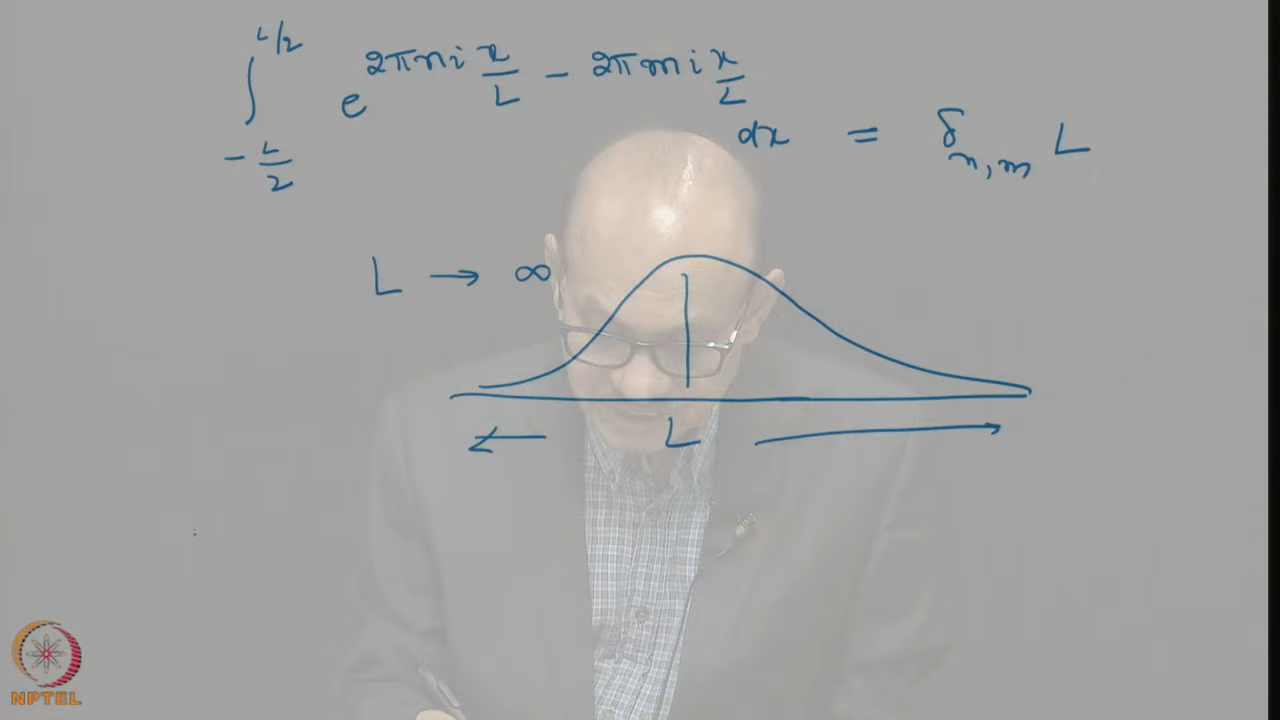 ∫_{-L/2}^{L/2} e^{2πni x/L - 2πmi x/L} dx = δ_{n,m} L
L → ∞
← L →
NPTEL